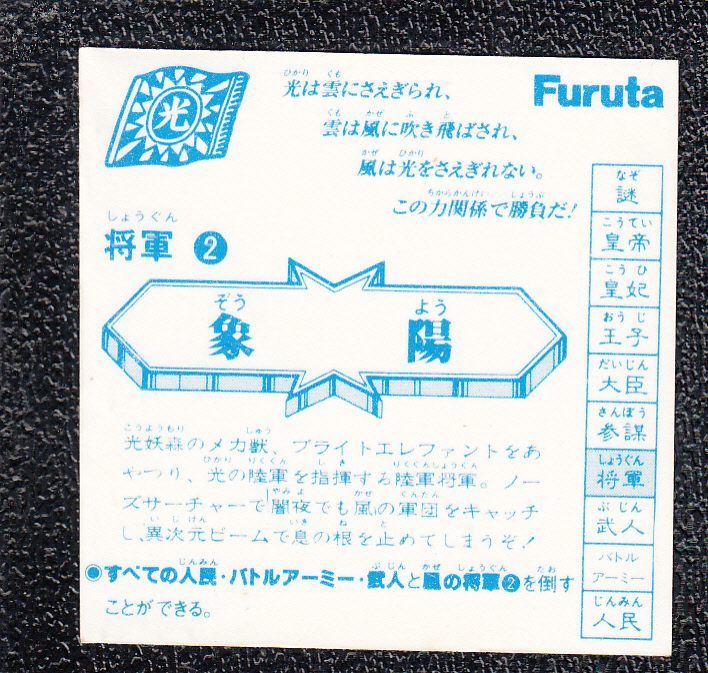 光
光は雲にさえぎられ、
雲は風に吹き飛ばされ、
風は光をさえぎれない。
この力関係で勝負だ!
Furuta
将軍 ❷
象 陽
光妖森のメカ獣、ブライトエレファントをあ
やつり、光の陸軍を指揮する陸軍将軍。ノー
ズサーチャーで闇夜でも風の軍団をキャッチ
し、異次元ビームで息の根を止めてしまうぞ!
●すべての人民・バトルアーミー・武人と風の将軍❷を倒す
ことができる。
謎
皇帝
皇妃
王子
大臣
参謀
将軍
武人
バトル
アーミー
人民